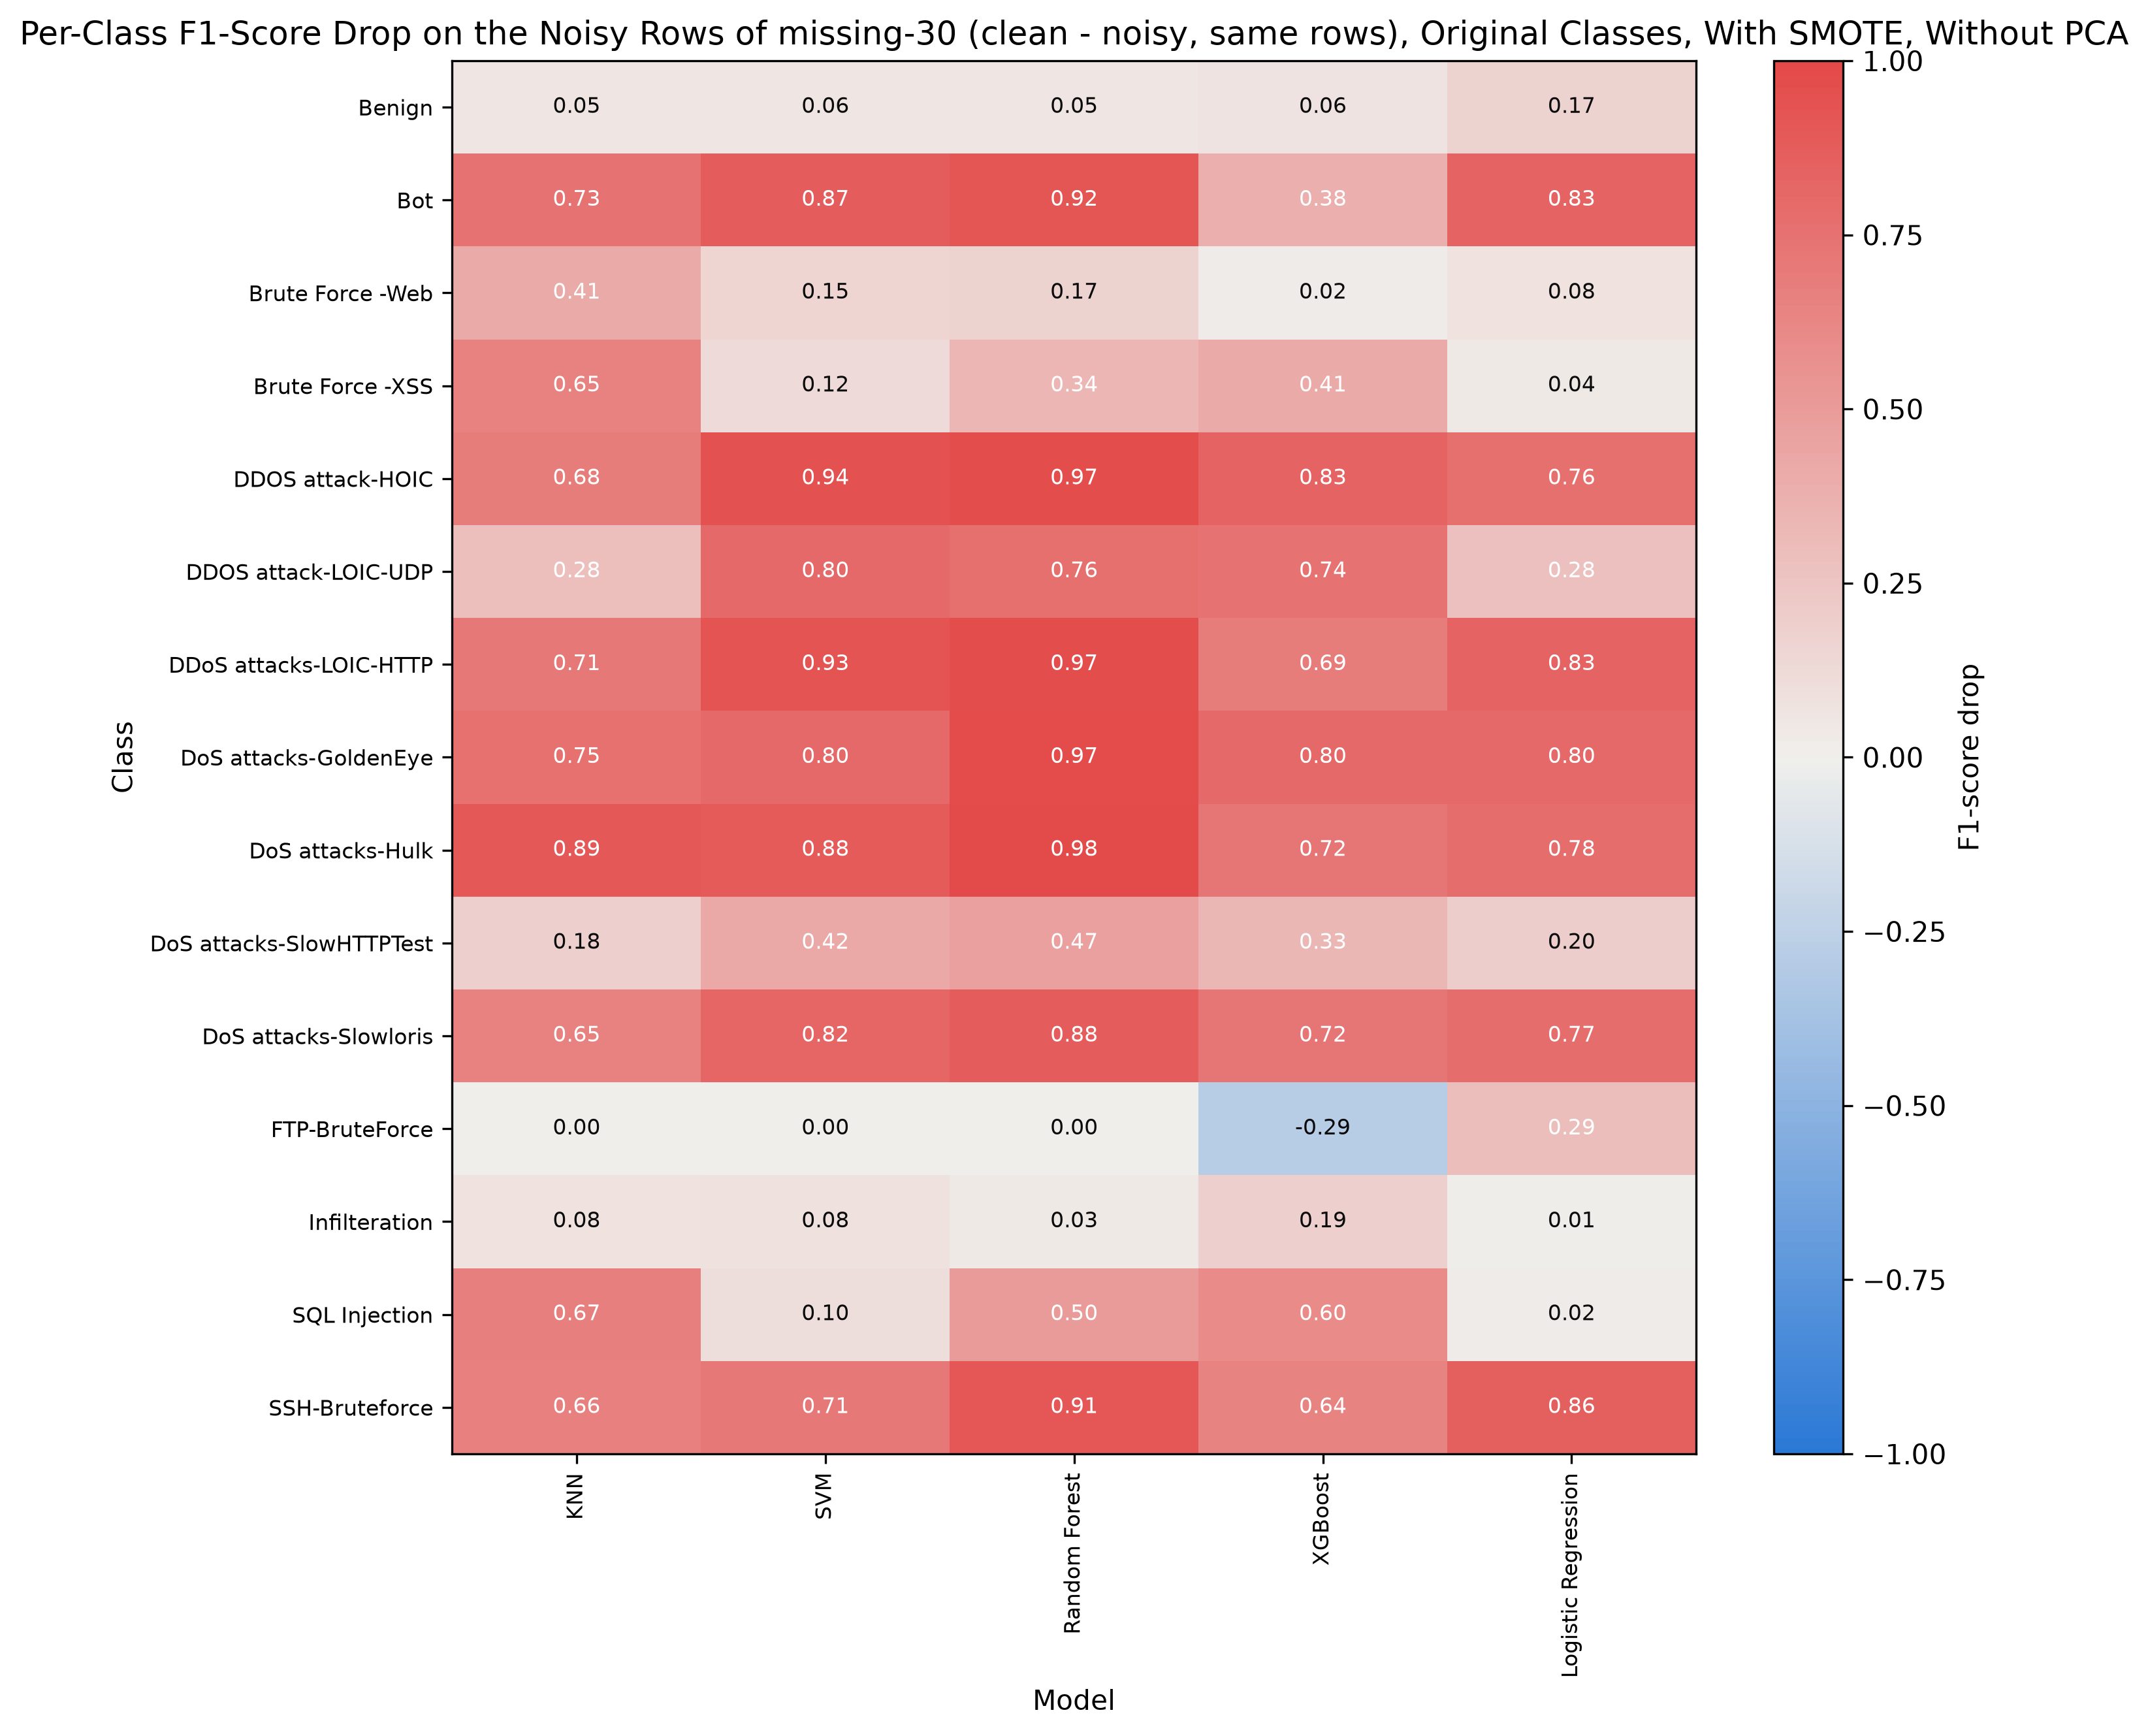 Per-Class F1-Score Drop on the Noisy Rows of missing-30 (clean - noisy, same rows), Original Classes, With SMOTE, Without PCA
Benign 0.05 0.06 0.05 0.06 0.17
Bot 0.73 0.87 0.92 0.38 0.83
Brute Force -Web 0.41 0.15 0.17 0.02 0.08
Brute Force -XSS 0.65 0.12 0.34 0.41 0.04
DDOS attack-HOIC 0.68 0.94 0.97 0.83 0.76
DDOS attack-LOIC-UDP 0.28 0.80 0.76 0.74 0.28
DDoS attacks-LOIC-HTTP 0.71 0.93 0.97 0.69 0.83
DoS attacks-GoldenEye 0.75 0.80 0.97 0.80 0.80
DoS attacks-Hulk 0.89 0.88 0.98 0.72 0.78
DoS attacks-SlowHTTPTest 0.18 0.42 0.47 0.33 0.20
DoS attacks-Slowloris 0.65 0.82 0.88 0.72 0.77
FTP-BruteForce 0.00 0.00 0.00 -0.29 0.29
Infilteration 0.08 0.08 0.03 0.19 0.01
SQL Injection 0.67 0.10 0.50 0.60 0.02
SSH-Bruteforce 0.66 0.71 0.91 0.64 0.86
Class
KNN
SVM
Random Forest
XGBoost
Logistic Regression
Model
1.00
0.75
0.50
0.25
0.00
−0.25
−0.50
−0.75
−1.00
F1-score drop